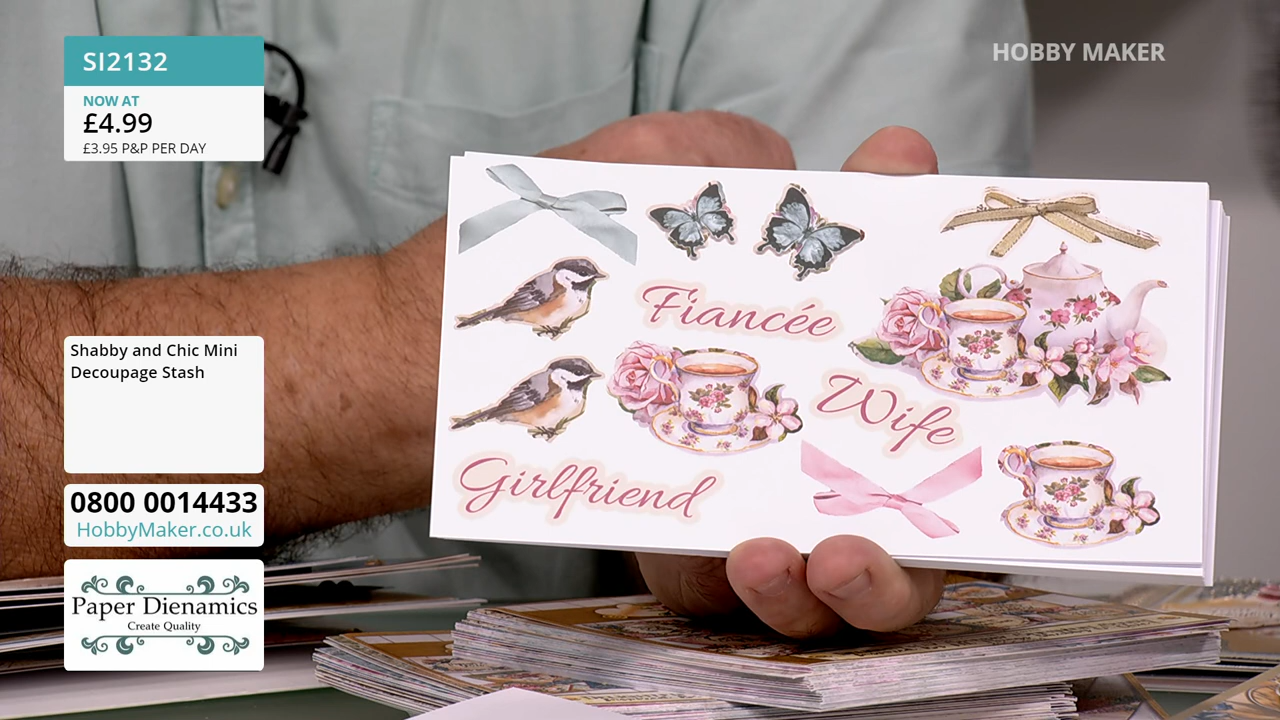 SI2132
NOW AT
£4.99
£3.95 P&P PER DAY
HOBBY MAKER
Fiancée
Wife
Girlfriend
Shabby and Chic Mini
Decoupage Stash
0800 0014433
HobbyMaker.co.uk
Paper Dienamics
Create Quality